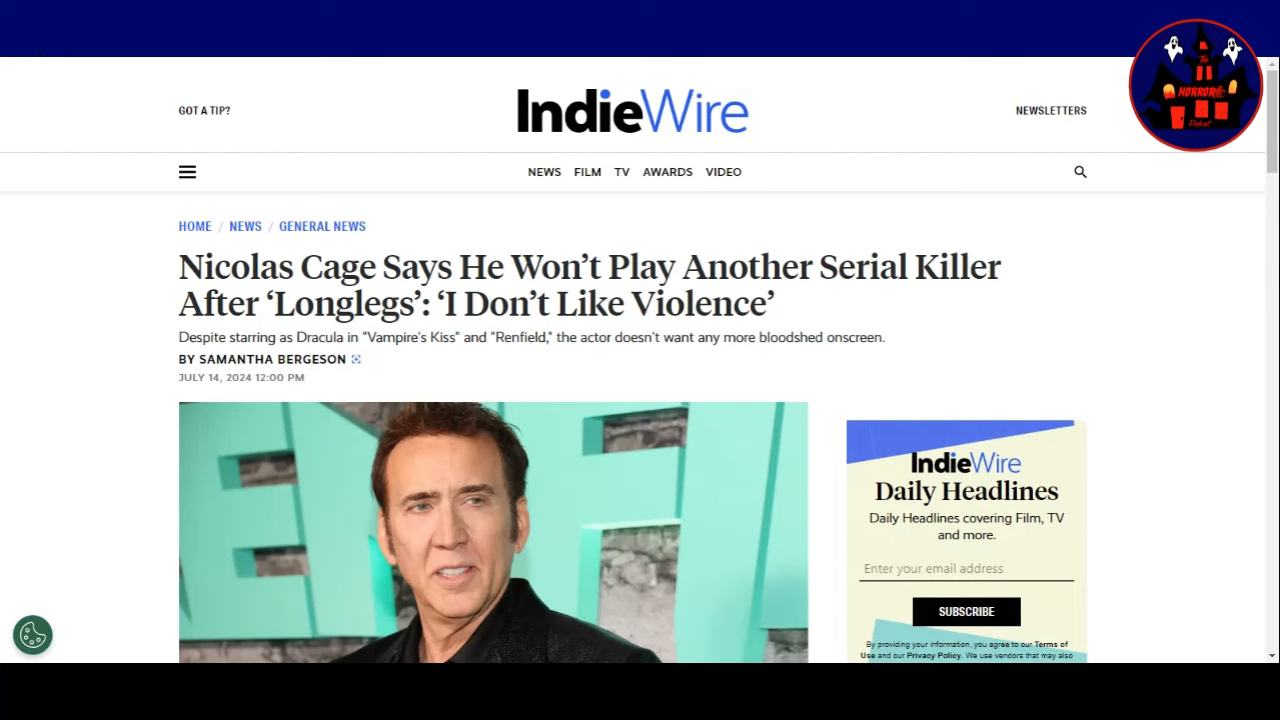 GOT A TIP?
IndieWire
NEWSLETTERS
The
HORRORific
Podcast
NEWS FILM TV AWARDS VIDEO
HOME / NEWS / GENERAL NEWS
Nicolas Cage Says He Won’t Play Another Serial Killer
After ‘Longlegs’: ‘I Don’t Like Violence’
Despite starring as Dracula in "Vampire's Kiss" and "Renfield," the actor doesn't want any more bloodshed onscreen.
BY SAMANTHA BERGESON
JULY 14, 2024 12:00 PM
IndieWire
Daily Headlines
Daily Headlines covering Film, TV
and more.
Enter your email address
SUBSCRIBE
By providing your information, you agree to our Terms of
Use and our Privacy Policy. We use vendors that may also